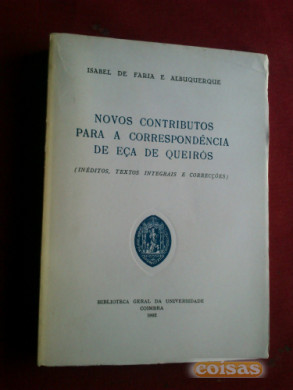 ISABEL DE FARIA E ALBUQUERQUE
NOVOS CONTRIBUTOS
PARA A CORRESPONDÊNCIA
DE EÇA DE QUEIRÓS
(INÉDITOS, TEXTOS INTEGRAIS E CORRECÇÕES)
BIBLIOTECA GERAL DA UNIVERSIDADE
COIMBRA
coisas